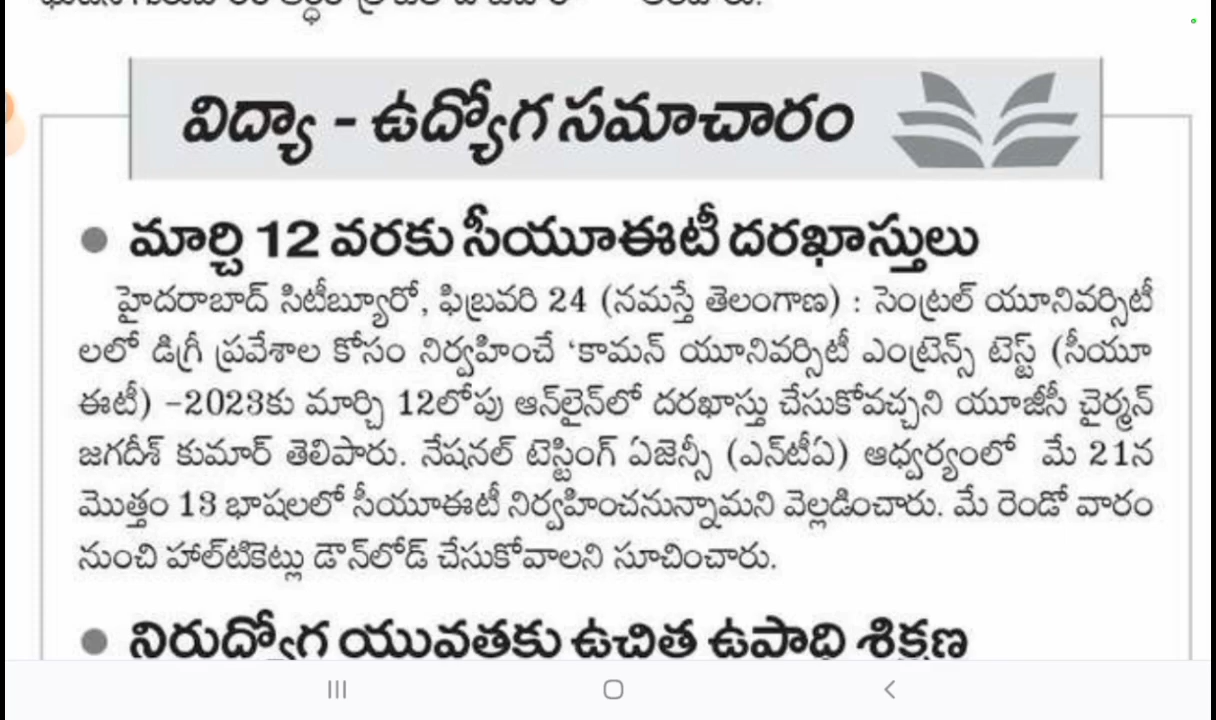 విద్యా - ఉద్యోగ సమాచారం
● మార్చి 12 వరకు సీయూఈటీ దరఖాస్తులు
హైదరాబాద్ సిటీబ్యూరో, ఫిబ్రవరి 24 (నమస్తే తెలంగాణ) : సెంట్రల్ యూనివర్సిటీ
లలో డిగ్రీ ప్రవేశాల కోసం నిర్వహించే ‘కామన్ యూనివర్సిటీ ఎంట్రెన్స్ టెస్ట్ (సీయూ
ఈటీ) -2023కు మార్చి 12లోపు ఆన్‌లైన్‌లో దరఖాస్తు చేసుకోవచ్చని యూజీసీ చైర్మన్
జగదీశ్ కుమార్ తెలిపారు. నేషనల్ టెస్టింగ్ ఏజెన్సీ (ఎన్‌టీఏ) ఆధ్వర్యంలో మే 21న
మొత్తం 13 భాషలలో సీయూఈటీ నిర్వహించనున్నామని వెల్లడించారు. మే రెండో వారం
నుంచి హాల్‌టికెట్లు డౌన్‌లోడ్ చేసుకోవాలని సూచించారు.
● నిరుద్యోగ యువతకు ఉచిత ఉపాధి శిక్షణ